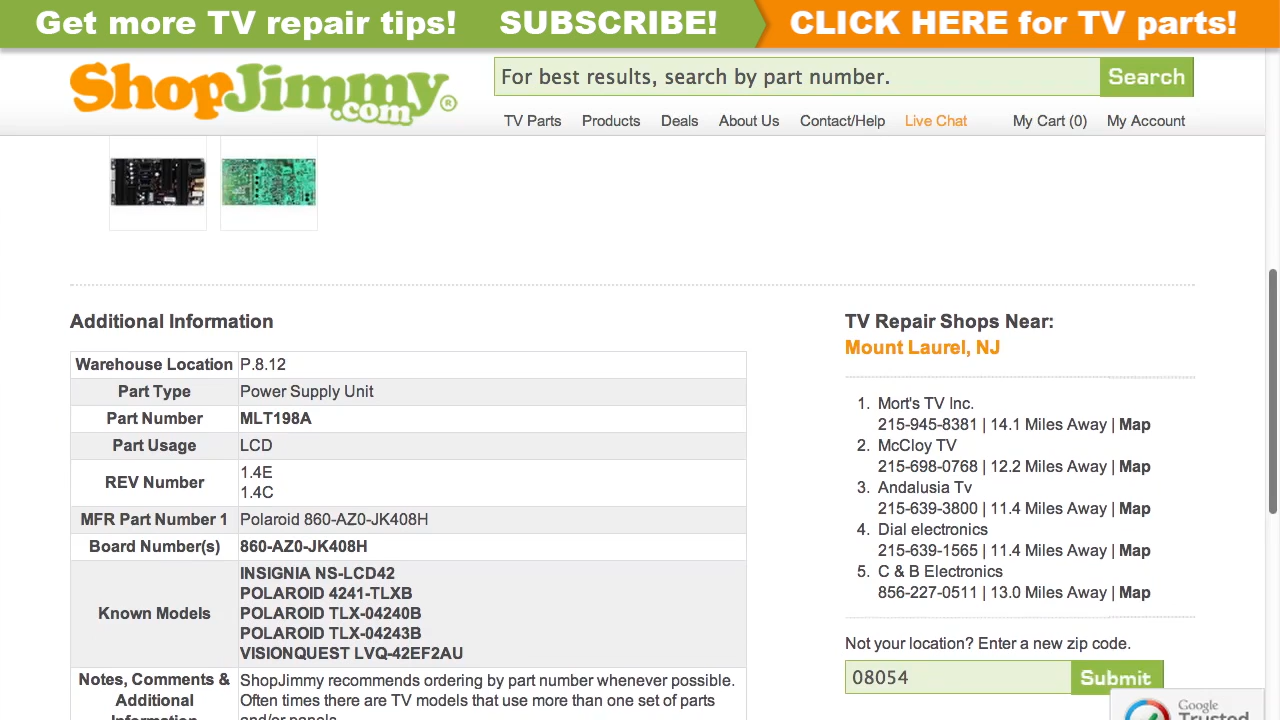 Get more TV repair tips! SUBSCRIBE! CLICK HERE for TV parts!
ShopJimmy.com®
For best results, search by part number. Search
TV Parts Products Deals About Us Contact/Help Live Chat My Cart (0) My Account
Additional Information
Warehouse Location P.8.12
Part Type Power Supply Unit
Part Number MLT198A
Part Usage LCD
REV Number 1.4E
1.4C
MFR Part Number 1 Polaroid 860-AZ0-JK408H
Board Number(s) 860-AZ0-JK408H
Known Models INSIGNIA NS-LCD42
POLAROID 4241-TLXB
POLAROID TLX-04240B
POLAROID TLX-04243B
VISIONQUEST LVQ-42EF2AU
Notes, Comments & Additional Information
ShopJimmy recommends ordering by part number whenever possible.
Often times there are TV models that use more than one set of parts
and/or panels
TV Repair Shops Near:
Mount Laurel, NJ
1. Mort's TV Inc.
215-945-8381 | 14.1 Miles Away | Map
2. McCloy TV
215-698-0768 | 12.2 Miles Away | Map
3. Andalusia Tv
215-639-3800 | 11.4 Miles Away | Map
4. Dial electronics
215-639-1565 | 11.4 Miles Away | Map
5. C & B Electronics
856-227-0511 | 13.0 Miles Away | Map
Not your location? Enter a new zip code.
08054 Submit
Google
Trusted